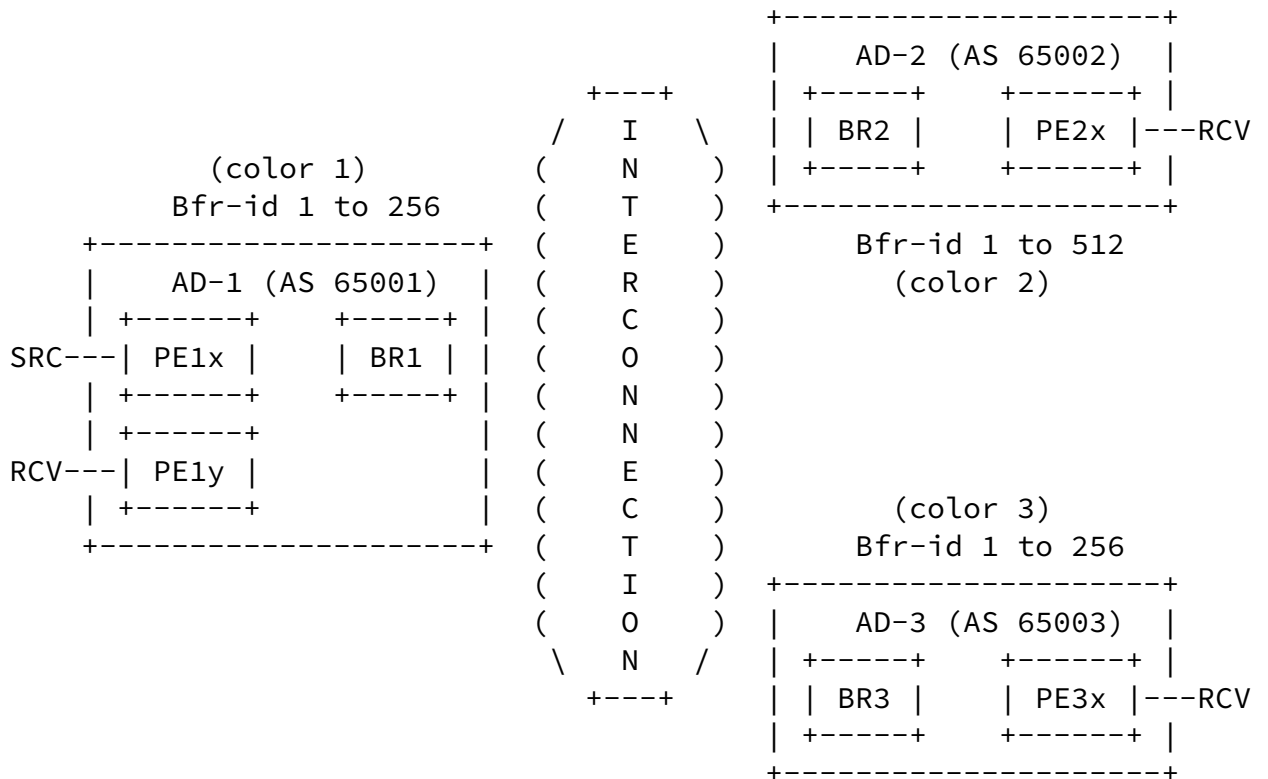 AD-2 (AS 65002)
BR2 PE2x ---RCV
(color 1)
Bfr-id 1 to 256
Bfr-id 1 to 512
(color 2)
AD-1 (AS 65001)
SRC--- PE1x BR1
RCV--- PE1y
INTERCONNECTION
(color 3)
Bfr-id 1 to 256
AD-3 (AS 65003)
BR3 PE3x ---RCV